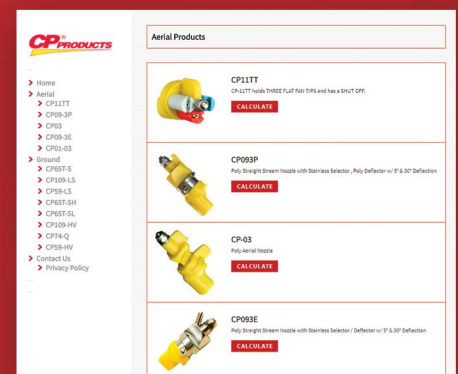 CP® PRODUCTS
Home
Aerial
CP11TT
CP09-3P
CP03
CP09-3E
CP01-03
Ground
CP65T-S
CP109-LS
CP59-LS
CP65T-SH
CP65T-SL
CP109-HV
CP74-Q
CP59-HV
Contact Us
Privacy Policy
Aerial Products
CP11TT
CP-11TT holds THREE FLAT FAN TIPS and has a SHUT OFF.
CALCULATE
CP093P
Poly Straight Stream Nozzle with Stainless Selector , Poly Deflector w/ 5° & 30° Deflection
CALCULATE
CP-03
Poly Aerial Nozzle
CALCULATE
CP093E
Poly Straight Stream Nozzle with Stainless Selector / Deflector w/ 5° & 30° Deflection
CALCULATE